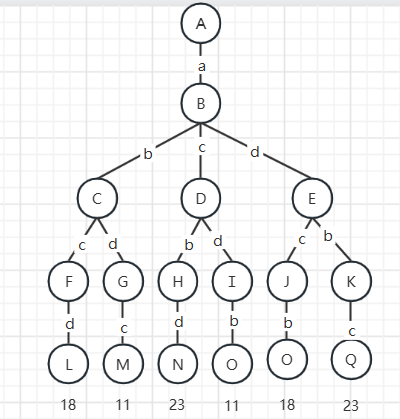 A
a
B
b c d
C D E
c d b d c b
F G H I J K
d c d b b c
L M N O O Q
18 11 23 11 18 23